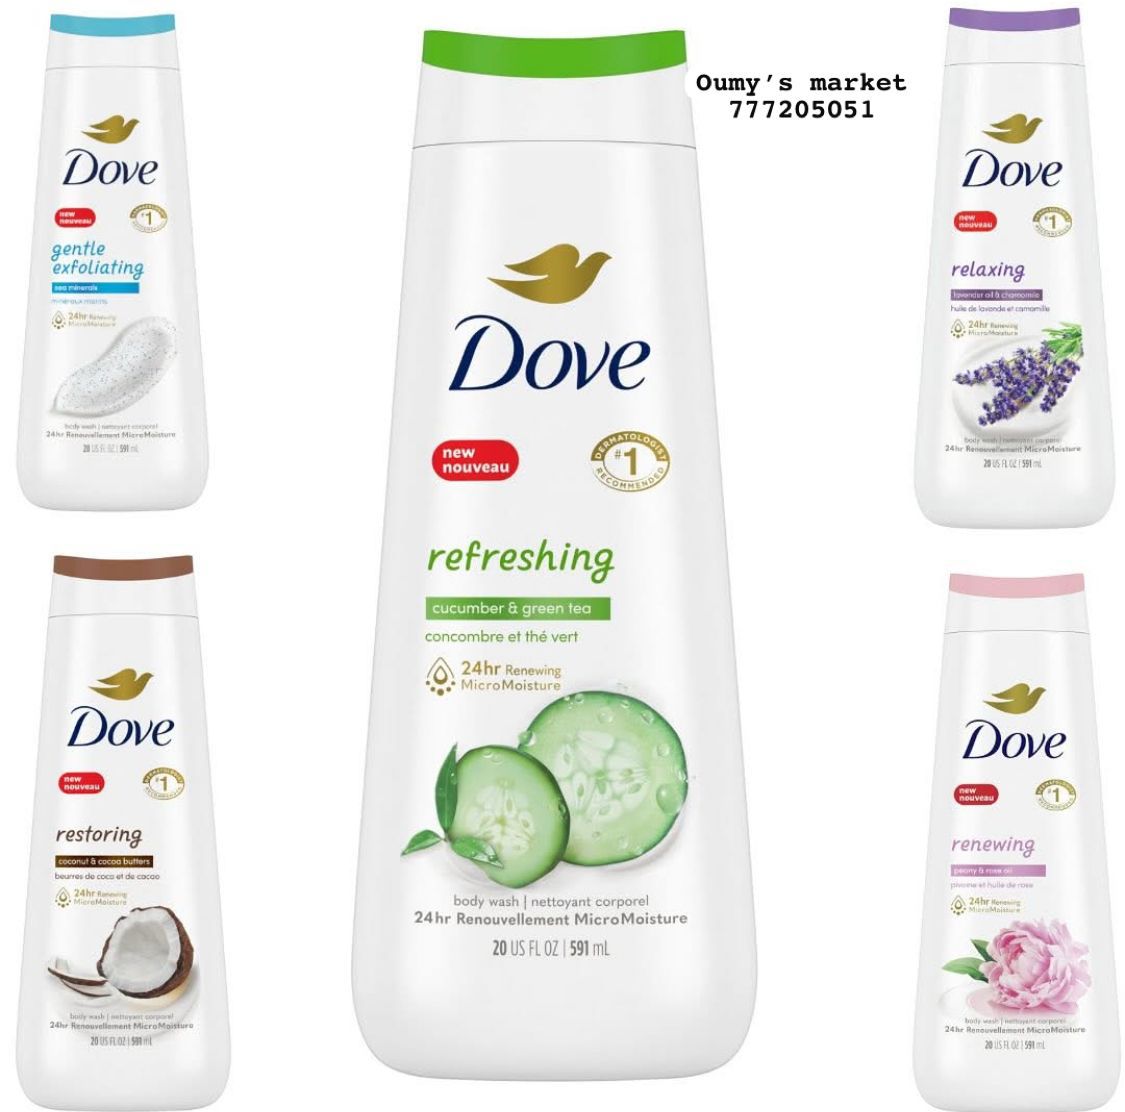 Oumy's market
777205051
Dove
new
nouveau
#1
gentle
exfoliating
sea minerals
minéraux marins
24hr Renewing
MicroMoisture
body wash | nettoyant corporel
24hr Renouvellement MicroMoisture
20 US FL OZ | 591 mL
Dove
new
nouveau
DERMATOLOGIST
#1
RECOMMENDED
refreshing
cucumber & green tea
concombre et thé vert
24hr Renewing
MicroMoisture
body wash | nettoyant corporel
24hr Renouvellement MicroMoisture
20 US FL OZ | 591 mL
Dove
new
nouveau
#1
relaxing
lavender oil & chamomile
huile de lavande et camomille
24hr Renewing
MicroMoisture
body wash | nettoyant corporel
24hr Renouvellement MicroMoisture
20 US FL OZ | 591 mL
Dove
new
nouveau
#1
restoring
coconut & cocoa butters
beurres de coco et de cacao
24hr Renewing
MicroMoisture
body wash | nettoyant corporel
24hr Renouvellement MicroMoisture
20 US FL OZ | 591 mL
Dove
new
nouveau
#1
renewing
peony & rose oil
pivoine et huile de rose
24hr Renewing
MicroMoisture
body wash | nettoyant corporel
24hr Renouvellement MicroMoisture
20 US FL OZ | 591 mL